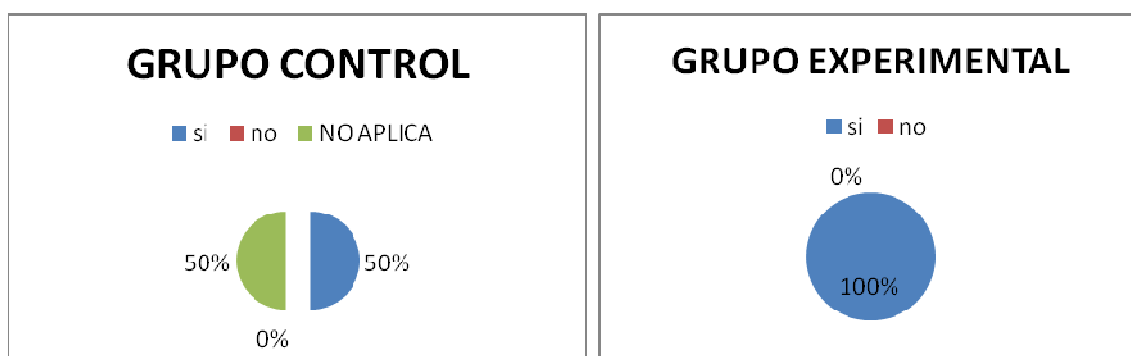 GRUPO CONTROL
si no NO APLICA
50% 50%
0%
GRUPO EXPERIMENTAL
si no
0%
100%